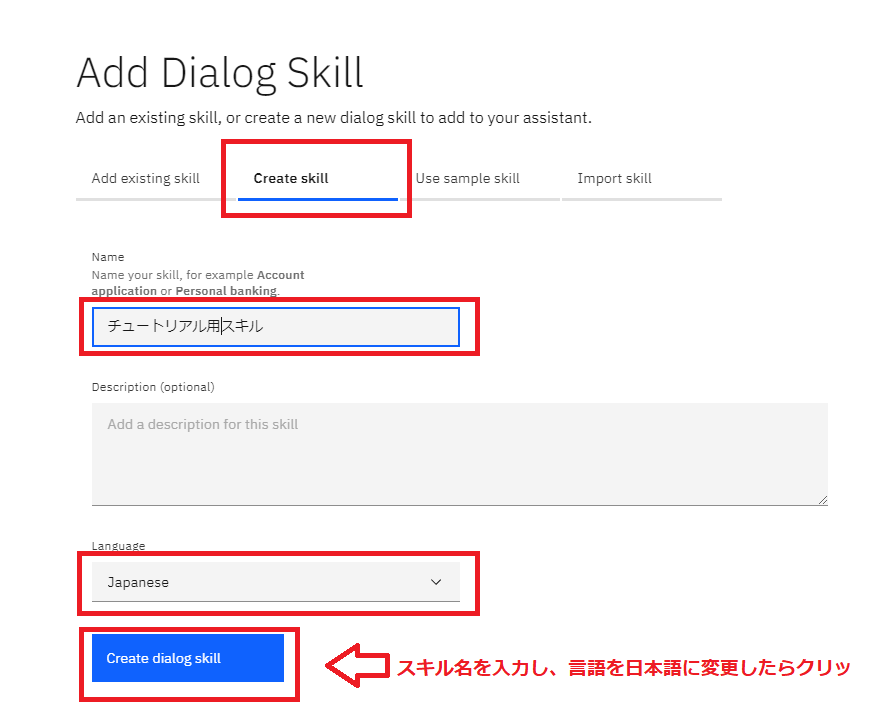 Add Dialog Skill
Add an existing skill, or create a new dialog skill to add to your assistant.
Add existing skill
Create skill
Use sample skill
Import skill
Name
Name your skill, for example Account
application or Personal banking.
チュートリアル用スキル
Description (optional)
Add a description for this skill
Language
Japanese
Create dialog skill
スキル名を入力し、言語を日本語に変更したらクリッ